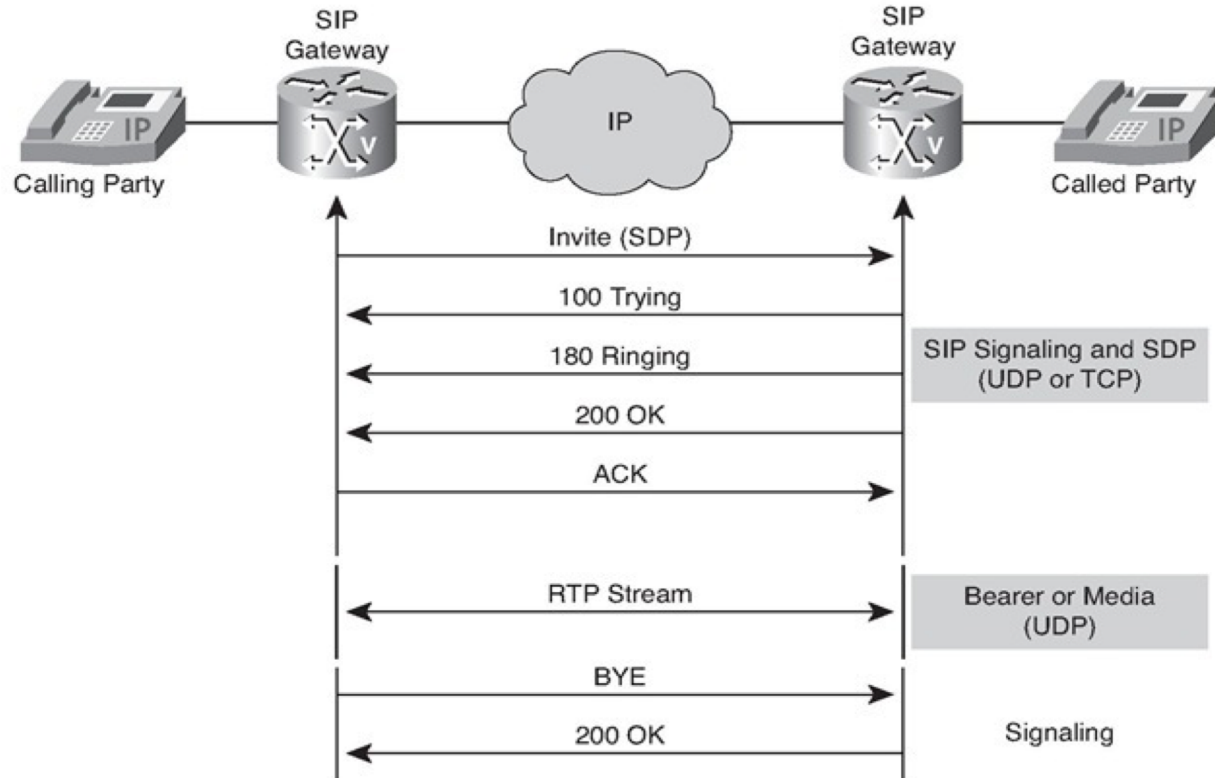 SIP
Gateway
SIP
Gateway
IP
IP
IP
V
V
Calling Party
Called Party
Invite (SDP)
100 Trying
180 Ringing
SIP Signaling and SDP
(UDP or TCP)
200 OK
ACK
RTP Stream
Bearer or Media
(UDP)
BYE
200 OK
Signaling